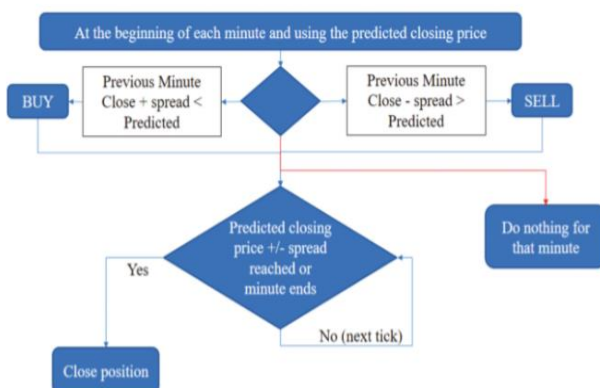 At the beginning of each minute and using the predicted closing price
BUY
Previous Minute
Close + spread <
Predicted
Previous Minute
Close - spread >
Predicted
SELL
Predicted closing
price +/- spread
reached or
minute ends
Do nothing for
that minute
Yes
No (next tick)
Close position